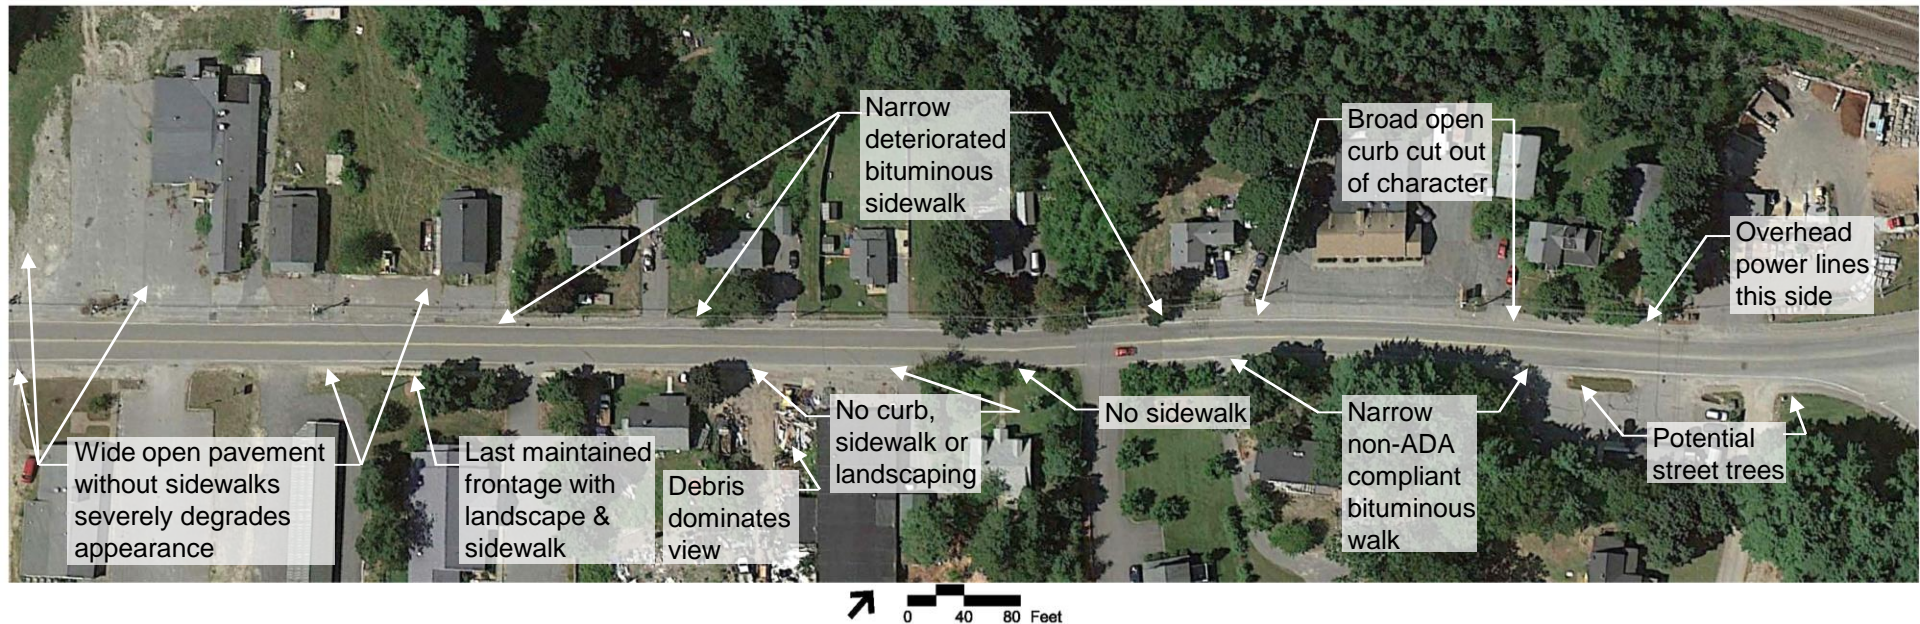 Narrow
deteriorated
bituminous
sidewalk
Broad open
curb cut out
of character
Overhead
power lines
this side
Wide open pavement
without sidewalks
severely degrades
appearance
Last maintained
frontage with
landscape &
sidewalk
Debris
dominates
view
No curb,
sidewalk or
landscaping
No sidewalk
Narrow
non-ADA
compliant
bituminous
walk
Potential
street trees
0 40 80 Feet